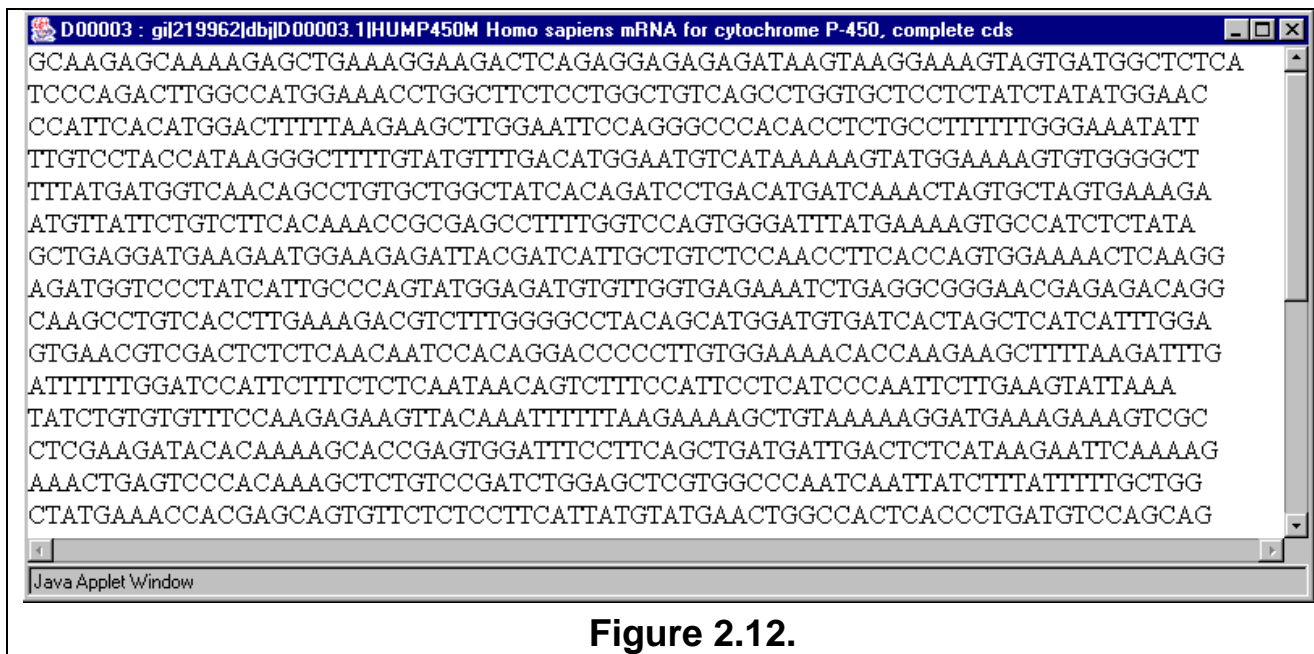 D00003 : gi|219962|dbj|D00003.1|HUMP450M Homo sapiens mRNA for cytochrome P-450, complete cds
GCAAGAGCAAAAGAGCTGAAAGGAAGACTCAGAGGAGAGAGATAAGTAAGGAAAGTAGTGATGGCTCTCA
TCCCAGACTTGGCCATGGAAACCTGGCTTCTCCTGGCTGTCAGCCTGGTGCTCCTCTATCTATATGGAAC
CCATTCACATGGACTTTTTAAGAAGCTTGGAATTCCAGGGCCCACACCTCTGCCTTTTTTGGGAAATATT
TTGTCCTACCATAAGGGCTTTTGTATGTTTGACATGGAATGTCATAAAAAGTATGGAAAAGTGTGGGGCT
TTTATGATGGTCAACAGCCTGTGCTGGCTATCACAGATCCTGACATGATCAAACTAGTGCTAGTGAAAGA
ATGTTATTCTGTCTTCACAAACCGCGAGCCTTTTGGTCCAGTGGGATTTATGAAAAGTGCCATCTCTATA
GCTGAGGATGAAGAATGGAAGAGATTACGATCATTGCTGTCTCCAACCTTCACCAGTGGAAAACTCAAGG
AGATGGTCCCTATCATTGCCCAGTATGGAGATGTGTTGGTGAGAAATCTGAGGCGGGAACGAGAGACAGG
CAAGCCTGTCACCTTGAAAGACGTCTTTGGGGCCTACAGCATGGATGTGATCACTAGCTCATCATTTGGA
GTGAACGTCGACTCTCTCAACAATCCACAGGACCCCCTTGTGGAAAACACCAAGAAGCTTTTAAGATTTG
ATTTTTTGGATCCATTCTTTCTCTCAATAACAGTCTTTCCATTCCTCATCCCAATTCTTGAAGTATTAAA
TATCTGTGTGTTTCCAAGAGAAGTTACAAATTTTTTAAGAAAAGCTGTAAAAAGGATGAAAGAAAGTCGC
CTCGAAGATACACAAAAGCACCGAGTGGATTTCCTTCAGCTGATGATTGACTCTCATAAGAATTCAAAAG
AAACTGAGTCCCACAAAGCTCTGTCCGATCTGGAGCTCGTGGCCCAATCAATTATCTTTATTTTTGCTGG
CTATGAAACCACGAGCAGTGTTCTCTCCTTCATTATGTATGAACTGGCCACTCACCCTGATGTCCAGCAG
Java Applet Window
Figure 2.12.